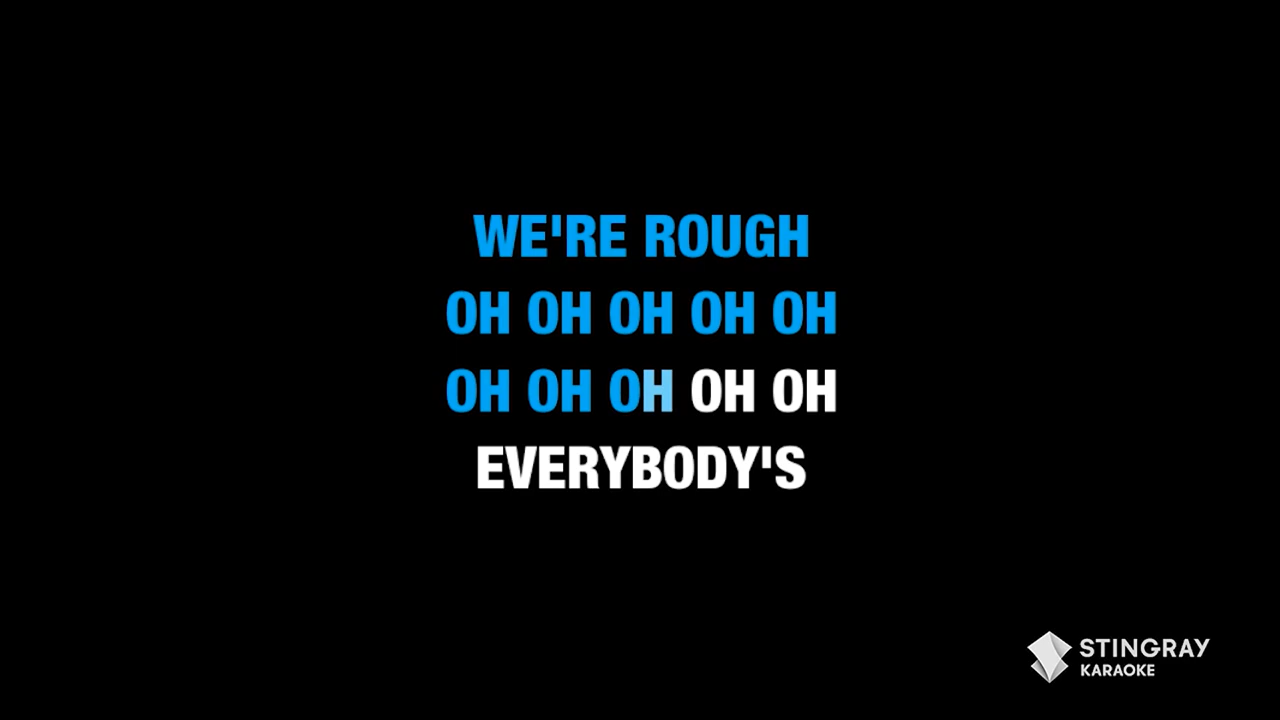 WE'RE ROUGH
OH OH OH OH OH
OH OH OH OH OH
EVERYBODY'S
STINGRAY
KARAOKE